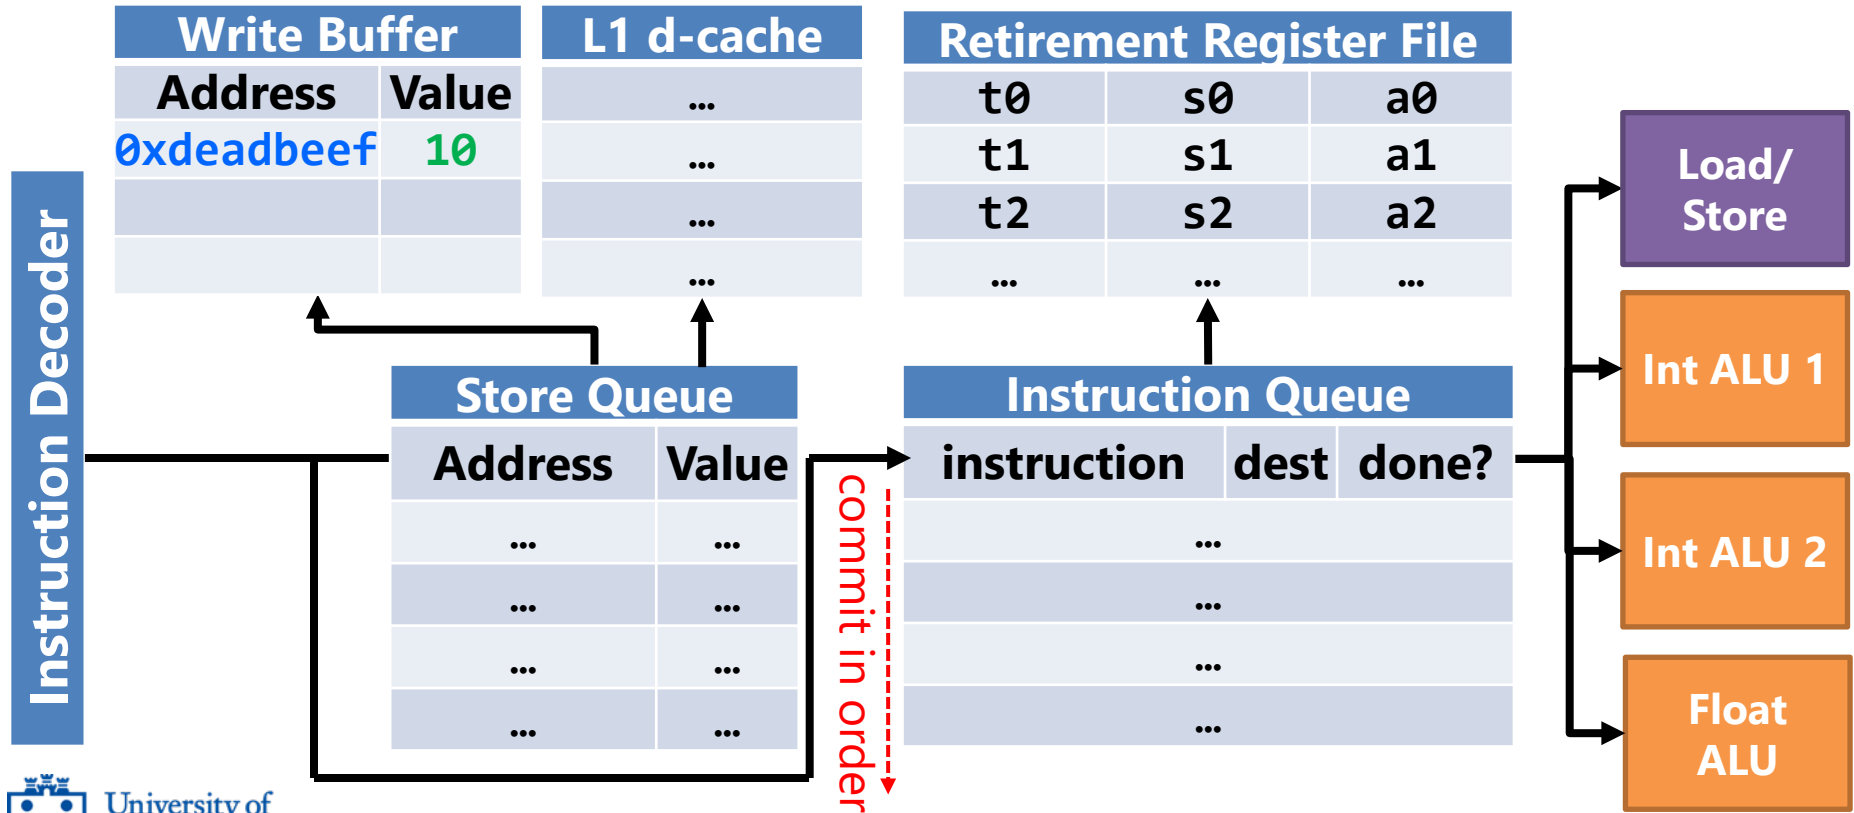 Write Buffer
Address Value
0xdeadbeef 10
L1 d-cache
...
...
...
...
Retirement Register File
t0 s0 a0
t1 s1 a1
t2 s2 a2
... ... ...
Instruction Decoder
Store Queue
Address Value
... ...
... ...
... ...
... ...
commit in order
Instruction Queue
instruction dest done?
...
...
...
...
Load/
Store
Int ALU 1
Int ALU 2
Float
ALU
University of